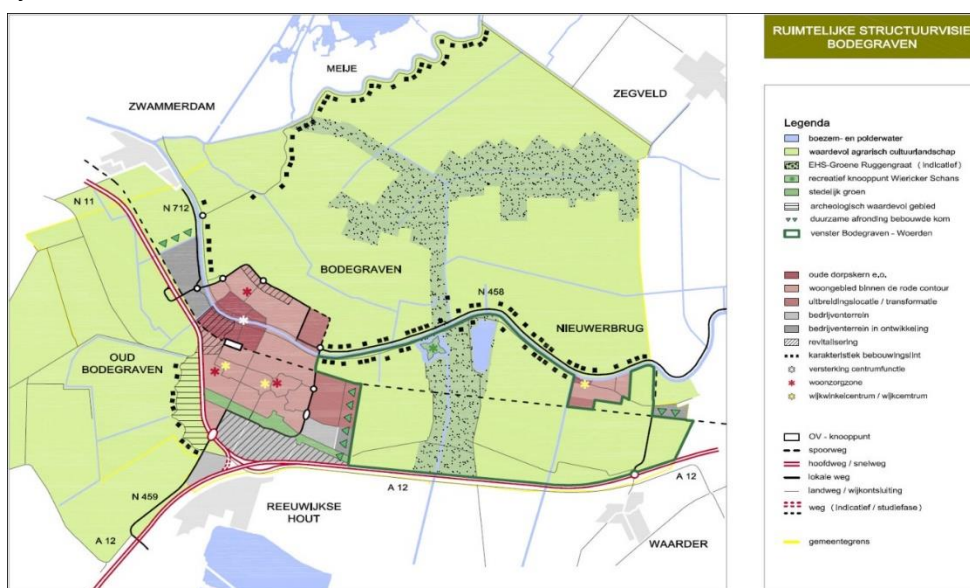 RUIMTELIJKE STRUCTUURVISIE
BODEGRAVEN
MEIJE
ZWAMMERDAM
ZEGVELD
N 11
N 712
BODEGRAVEN
N 458
NIEUWERBRUG
OUD
BODEGRAVEN
N 459
A 12
REEUWIJKSE
HOUT
A 12
A 12
WAARDER
Legenda
boezem- en polderwater
waardevol agrarisch cultuurlandschap
EHS-Groene Ruggengraat (indicatief)
recreatief knooppunt Wiericker Schans
stedelijk groen
archeologisch waardevol gebied
duurzame afronding bebouwde kom
venster Bodegraven - Woerden
oude dorpskern e.o.
woongebied binnen de rode contour
uitbreidingslocatie / transformatie
bedrijventerrein
bedrijventerrein in ontwikkeling
revitalisering
karakteristiek bebouwingslint
versterking centrumfunctie
woonzorgzone
wijkwinkelcentrum / wijkcentrum
OV - knooppunt
spoorweg
hoofdweg / snelweg
lokale weg
landweg / wijkontsluiting
weg (indicatief / studiefase)
gemeentegrens